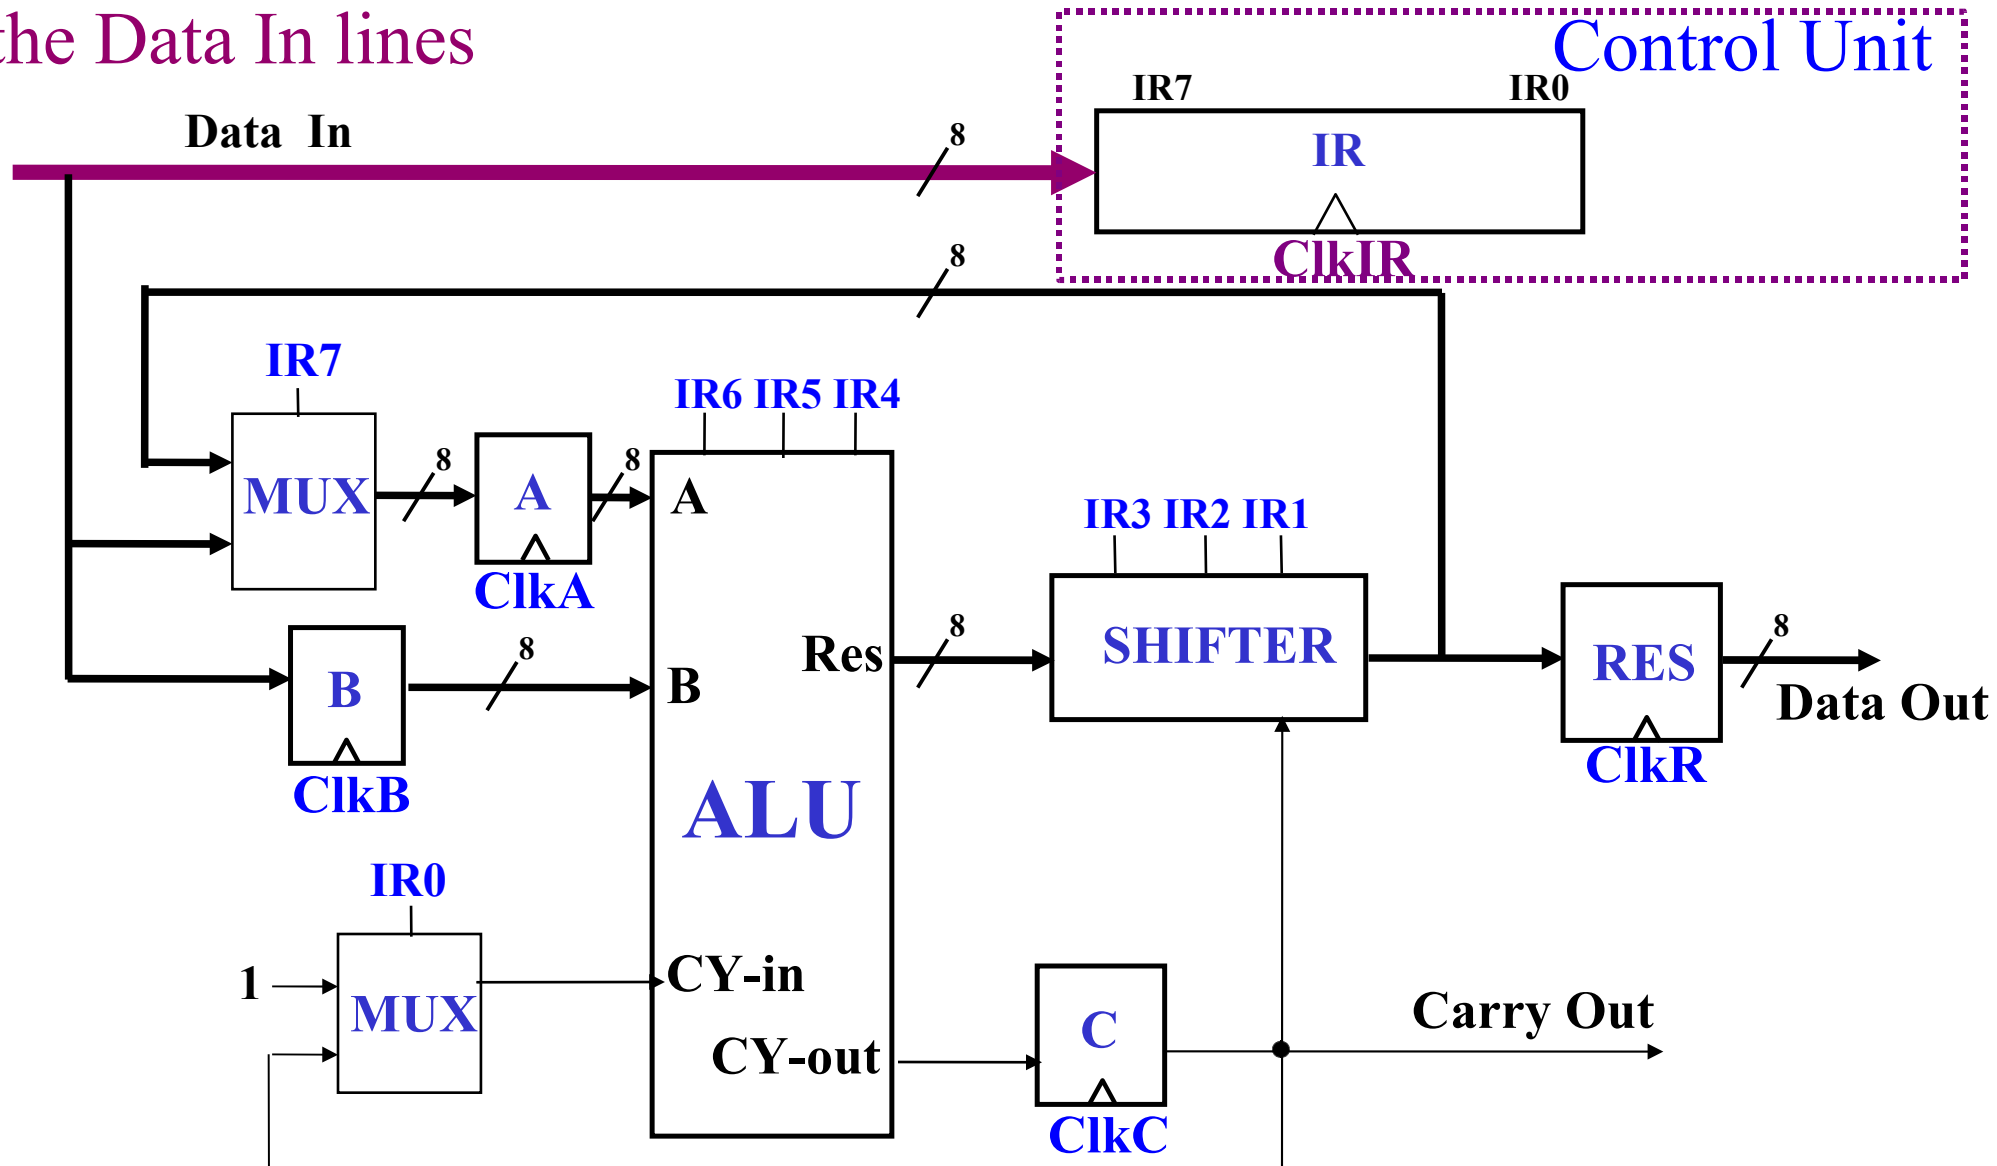 the Data In lines
Control Unit
IR7 IR0
Data In
8
IR
ClkIR
8
IR7
IR6 IR5 IR4
MUX
8
A
8
A
ClkA
IR3 IR2 IR1
B
8
B
Res
8
SHIFTER
RES
8
Data Out
ClkB
ClkR
ALU
IR0
1
MUX
CY-in
CY-out
C
Carry Out
ClkC